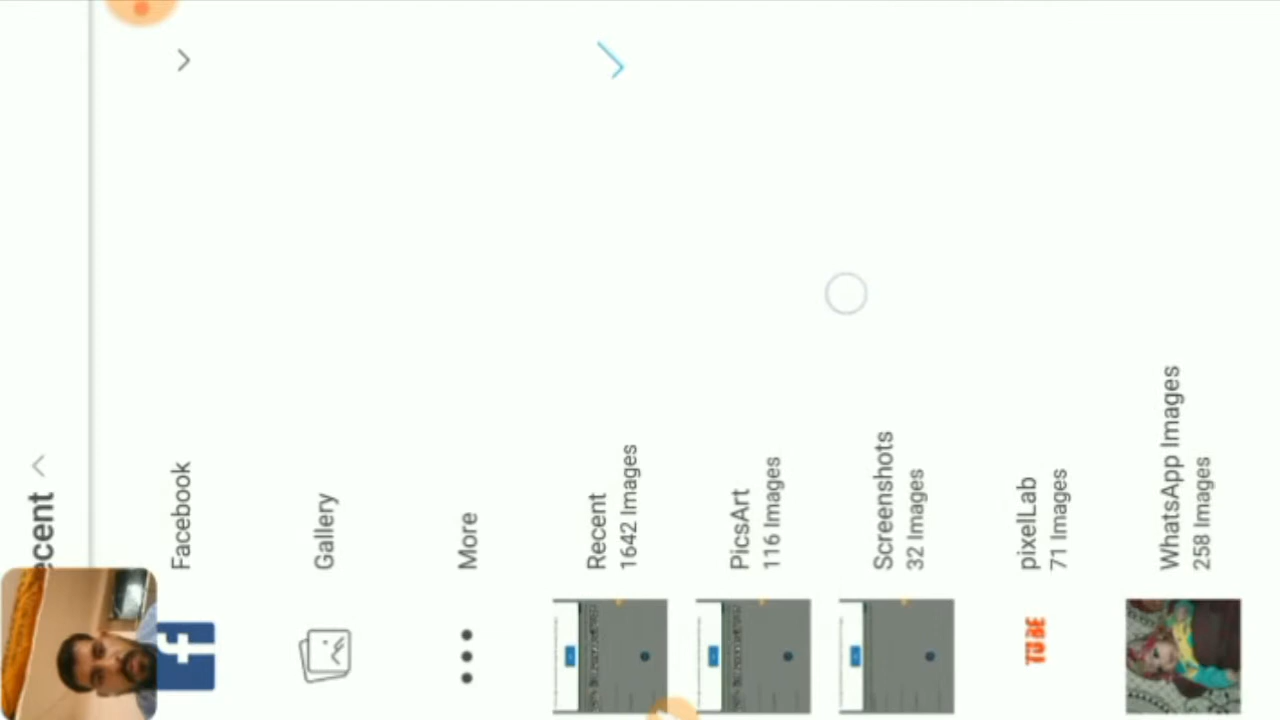 ecent
Facebook
Gallery
More
Recent
1642 Images
PicsArt
116 Images
Screenshots
32 Images
pixelLab
71 Images
TUBE
WhatsApp Images
258 Images